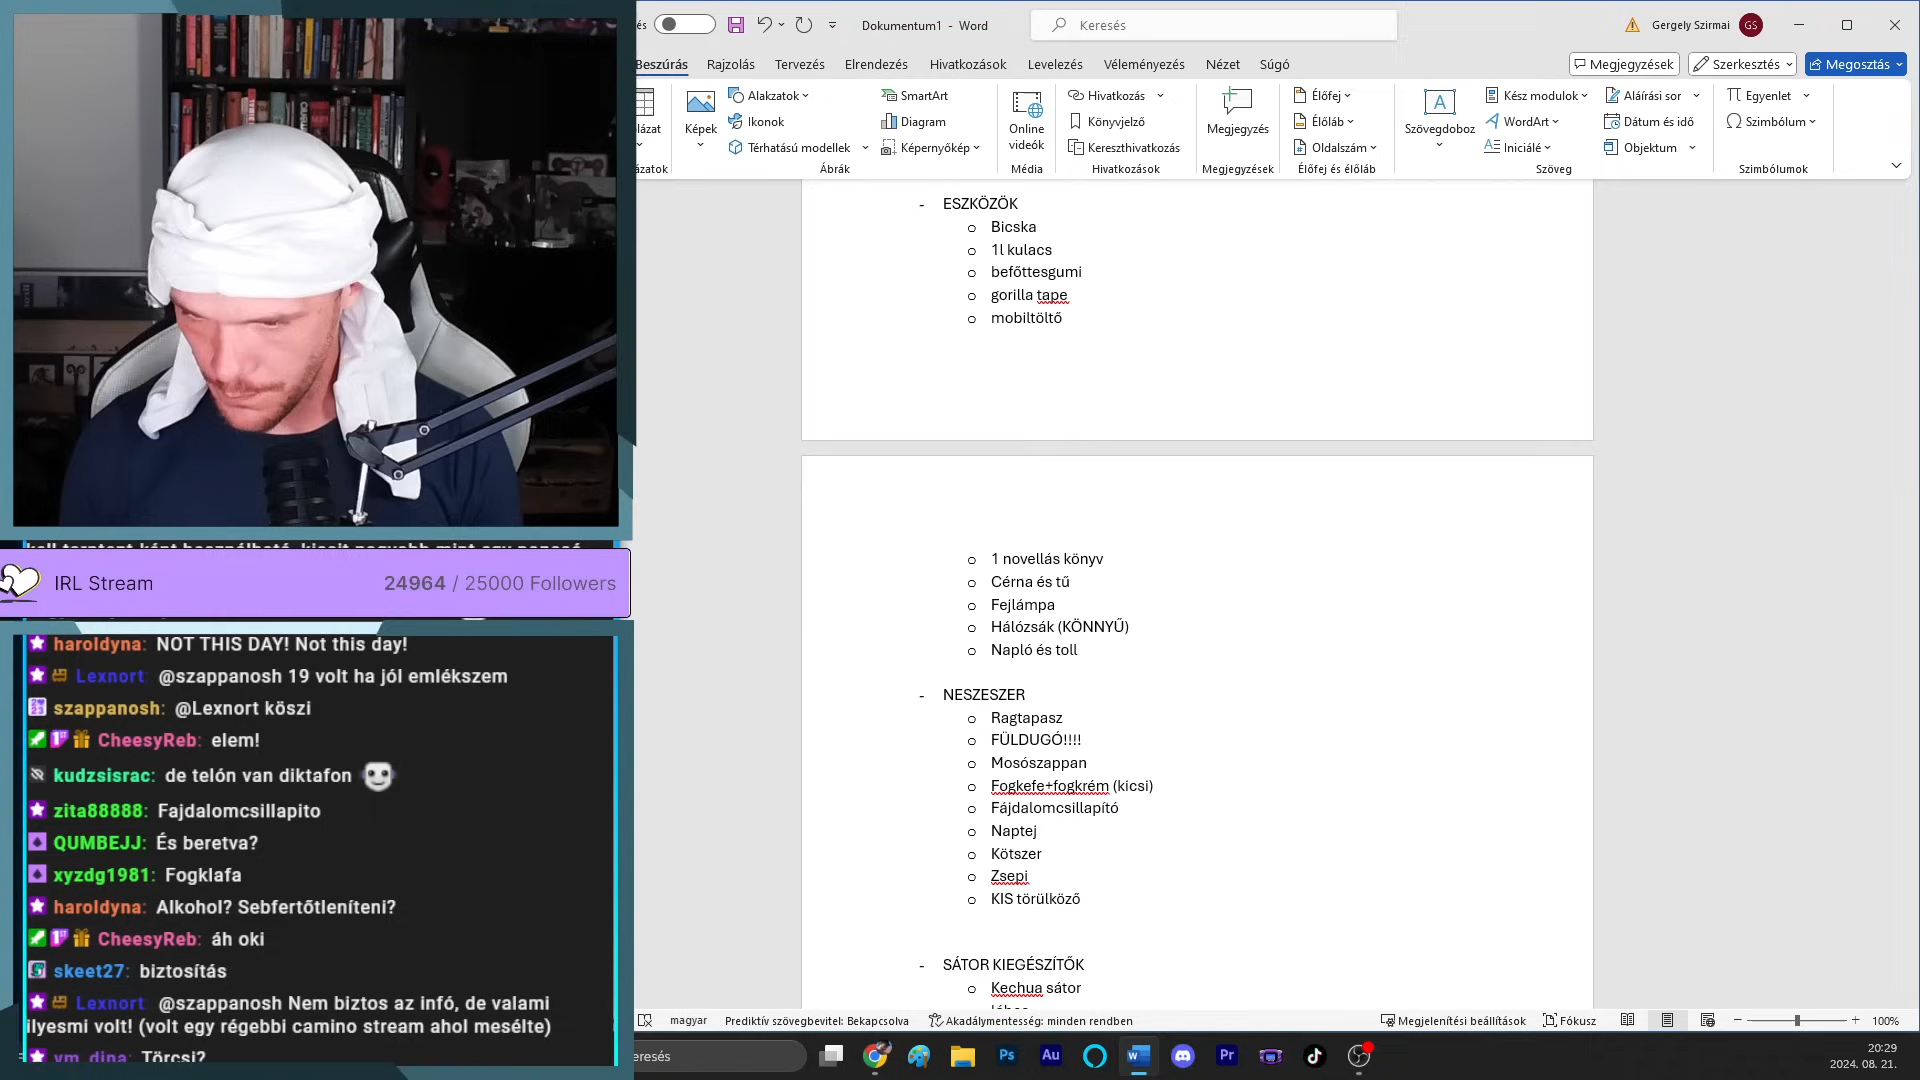 Dokumentum1 - Word
Keresés
Gergely Szirmai
GS
Beszúrás
Rajzolás
Tervezés
Elrendezés
Hivatkozások
Levelezés
Véleményezés
Nézet
Súgó
Megjegyzések
Szerkesztés
Megosztás
Képek
Alakzatok
Ikonok
Térhatású modellek
SmartArt
Diagram
Képernyőkép
Ábrák
Online
videók
Média
Hivatkozás
Könyvjelző
Kereszthivatkozás
Hivatkozások
Megjegyzés
Megjegyzések
Élőfej
Élőláb
Oldalszám
Élőfej és élőláb
Szövegdoboz
Kész modulok
WordArt
Iniciálé
Aláírási sor
Dátum és idő
Objektum
Szöveg
Egyenlet
Szimbólum
Szimbólumok
- ESZKÖZÖK
o Bicska
o 1l kulacs
o befőttesgumi
o gorilla tape
o mobiltöltő
o 1 novellás könyv
o Cérna és tű
o Fejlámpa
o Hálózsák (KÖNNYŰ)
o Napló és toll
- NESZESZER
o Ragtapasz
o FÜLDUGÓ!!!!
o Mosószappan
o Fogkefe+fogkrém (kicsi)
o Fájdalomcsillapító
o Naptej
o Kötszer
o Zsepi
o KIS törülköző
- SÁTOR KIEGÉSZÍTŐK
o Kechua sátor
IRL Stream 24964 / 25000 Followers
haroldyna: NOT THIS DAY! Not this day!
Lexnort: @szappanosh 19 volt ha jól emlékszem
szappanosh: @Lexnort köszi
CheesyReb: elem!
kudzsisrac: de telón van diktafon
zita88888: Fajdalomcsillapito
QUMBEJJ: És beretva?
xyzdg1981: Fogklafa
haroldyna: Alkohol? Sebfertőtleníteni?
CheesyReb: áh oki
skeet27: biztosítás
Lexnort: @szappanosh Nem biztos az infó, de valami
ilyesmi volt! (volt egy régebbi camino stream ahol mesélte)
vm_dina: Törcsi?
magyar
Prediktív szövegbevitel: Bekapcsolva
Akadálymentesség: minden rendben
Megjelenítési beállítások
Fókusz
100%
Ps
Au
Pr
20:29
2024. 08. 21.